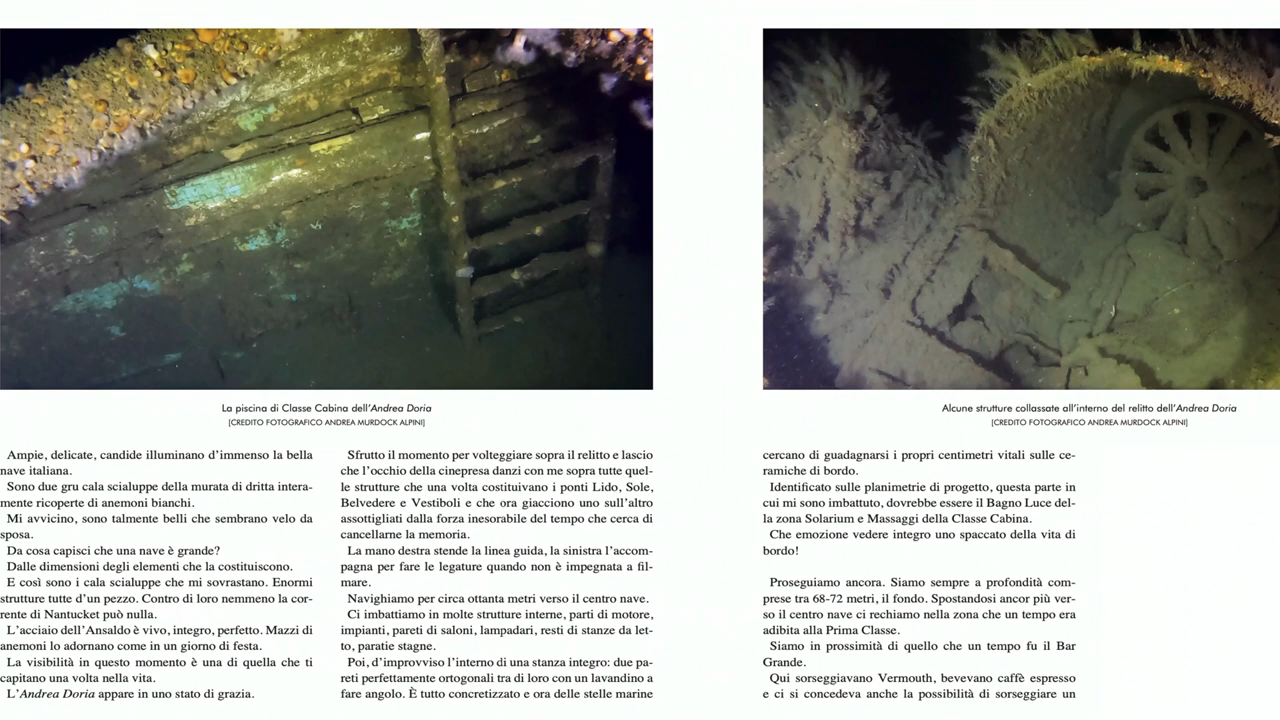 La piscina di Classe Cabina dell'Andrea Doria
[CREDITO FOTOGRAFICO ANDREA MURDOCK ALPINI]
Ampie, delicate, candide illuminano d'immenso la bella
nave italiana.
Sono due gru cala scialuppe della murata di dritta intera-
mente ricoperte di anemoni bianchi.
Mi avvicino, sono talmente belli che sembrano velo da
sposa.
Da cosa capisci che una nave è grande?
Dalle dimensioni degli elementi che la costituiscono.
E così sono i cala scialuppe che mi sovrastano. Enormi
strutture tutte d'un pezzo. Contro di loro nemmeno la cor-
rente di Nantucket può nulla.
L'acciaio dell'Ansaldo è vivo, integro, perfetto. Mazzi di
anemoni lo adornano come in un giorno di festa.
La visibilità in questo momento è una di quella che ti
capitano una volta nella vita.
L'Andrea Doria appare in uno stato di grazia.
Sfrutto il momento per volteggiare sopra il relitto e lascio
che l'occhio della cinepresa danzi con me sopra tutte quel-
le strutture che una volta costituivano i ponti Lido, Sole,
Belvedere e Vestiboli e che ora giacciono uno sull'altro
assottigliati dalla forza inesorabile del tempo che cerca di
cancellarne la memoria.
La mano destra stende la linea guida, la sinistra l'accom-
pagna per fare le legature quando non è impegnata a fil-
mare.
Navighiamo per circa ottanta metri verso il centro nave.
Ci imbattiamo in molte strutture interne, parti di motore,
impianti, pareti di saloni, lampadari, resti di stanze da let-
to, paratie stagne.
Poi, d'improvviso l'interno di una stanza integro: due pa-
reti perfettamente ortogonali tra di loro con un lavandino a
fare angolo. È tutto concretizzato e ora delle stelle marine
Alcune strutture collassate all'interno del relitto dell'Andrea Doria
[CREDITO FOTOGRAFICO ANDREA MURDOCK ALPINI]
cercano di guadagnarsi i propri centimetri vitali sulle ce-
ramiche di bordo.
Identificato sulle planimetrie di progetto, questa parte in
cui mi sono imbattuto, dovrebbe essere il Bagno Luce del-
la zona Solarium e Massaggi della Classe Cabina.
Che emozione vedere integro uno spaccato della vita di
bordo!
Proseguiamo ancora. Siamo sempre a profondità com-
prese tra 68-72 metri, il fondo. Spostandosi ancor più ver-
so il centro nave ci rechiamo nella zona che un tempo era
adibita alla Prima Classe.
Siamo in prossimità di quello che un tempo fu il Bar
Grande.
Qui sorseggiavano Vermouth, bevevano caffè espresso
e ci si concedeva anche la possibilità di sorseggiare un